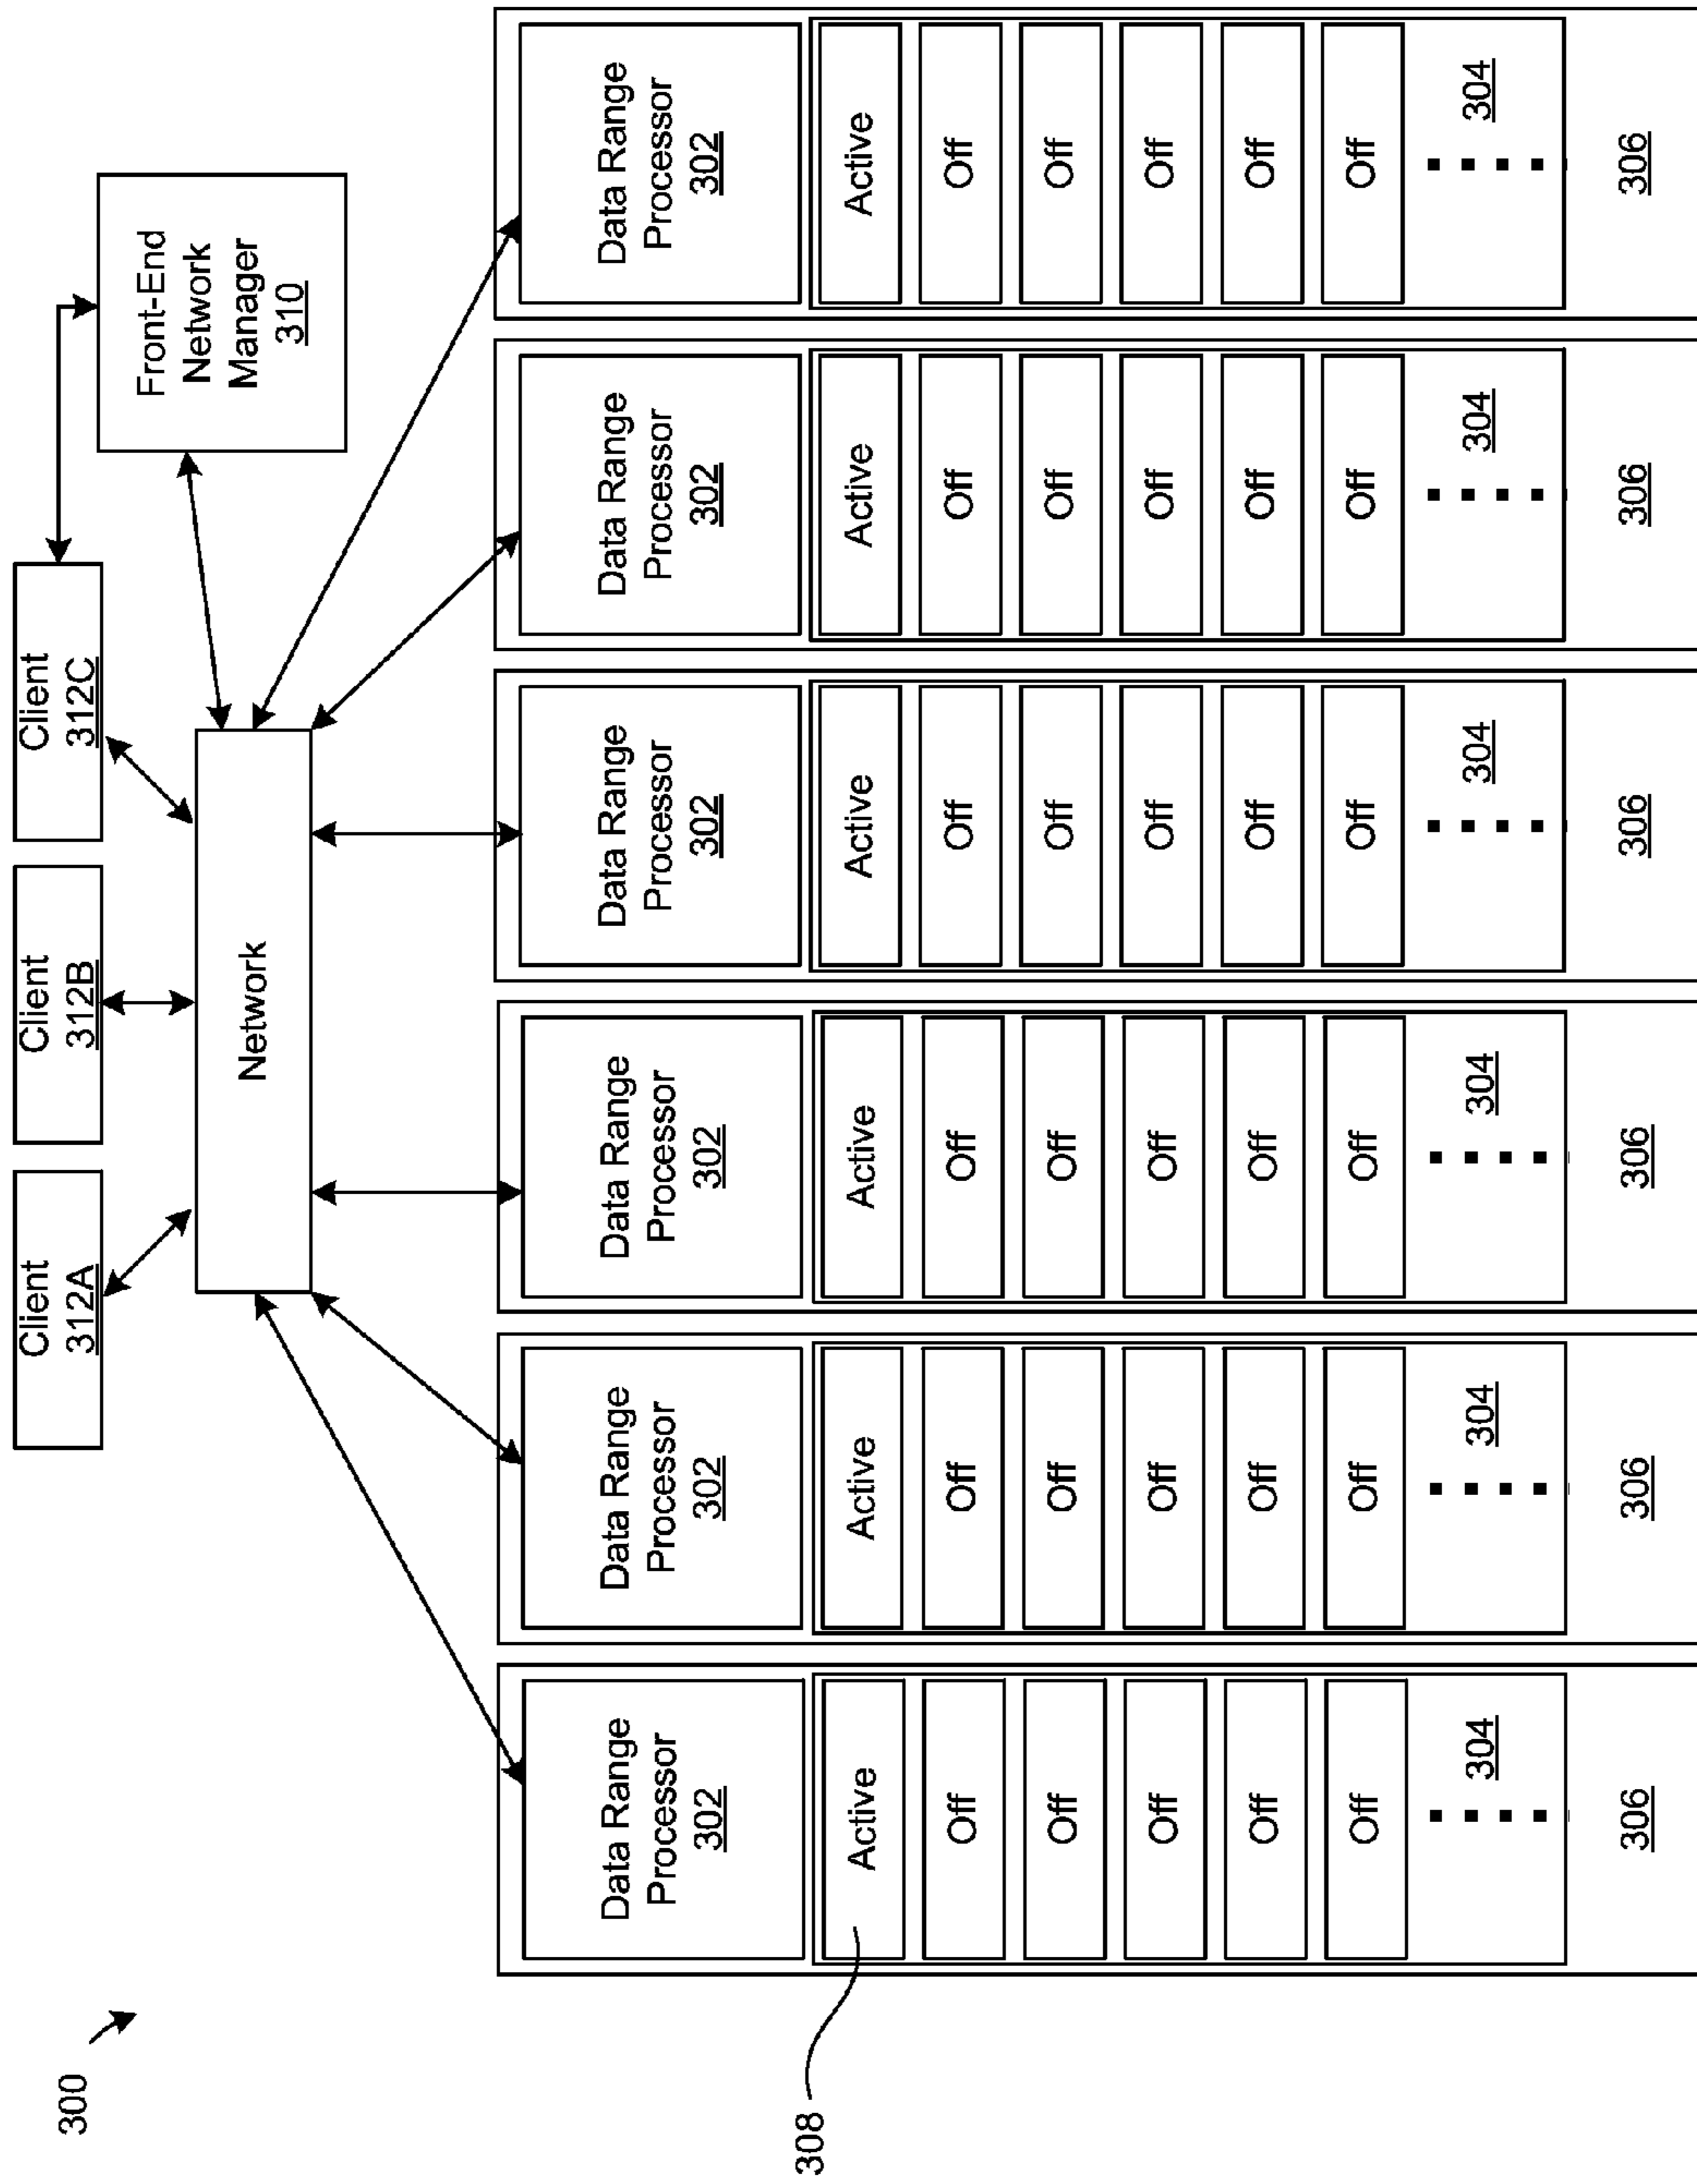 300
Client
312A
Client
312B
Client
312C
Network
Front-End
Network
Manager
310
Data Range
Processor
302
Active
Off
Off
Off
Off
Off
304
306
Data Range
Processor
302
Active
Off
Off
Off
Off
Off
304
306
Data Range
Processor
302
Active
Off
Off
Off
Off
Off
304
306
Data Range
Processor
302
Active
Off
Off
Off
Off
Off
304
306
Data Range
Processor
302
Active
Off
Off
Off
Off
Off
304
306
Data Range
Processor
302
Active
Off
Off
Off
Off
Off
304
306
308